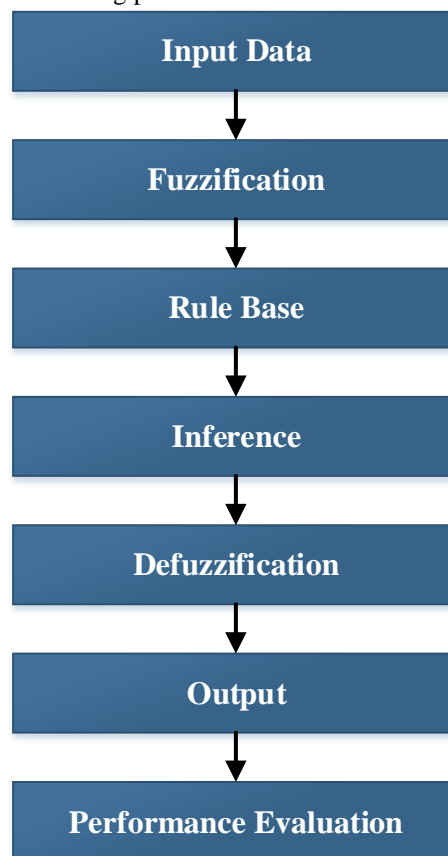 Input Data
Fuzzification
Rule Base
Inference
Defuzzification
Output
Performance Evaluation